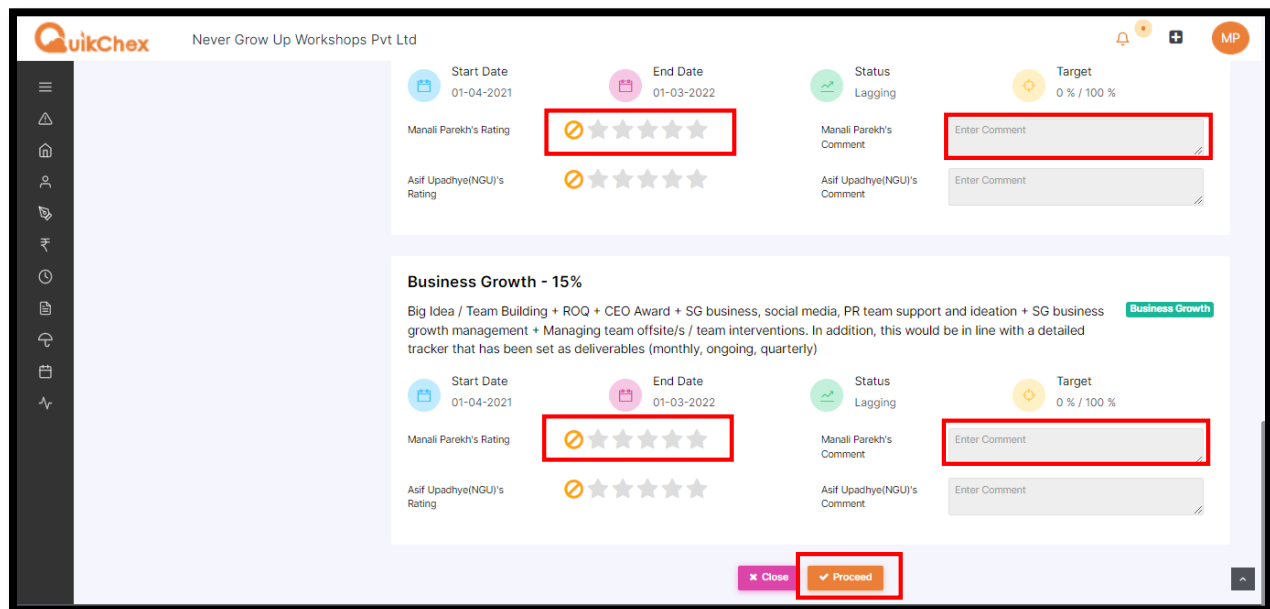 QuikChex
Never Grow Up Workshops Pvt Ltd
MP
Start Date
01-04-2021
End Date
01-03-2022
Status
Lagging
Target
0 % / 100 %
Manali Parekh's Rating
Manali Parekh's
Comment
Enter Comment
Asif Upadhye(NGU)'s
Rating
Asif Upadhye(NGU)'s
Comment
Enter Comment
Business Growth - 15%
Big Idea / Team Building + ROQ + CEO Award + SG business, social media, PR team support and ideation + SG business
growth management + Managing team offsite/s / team interventions. In addition, this would be in line with a detailed
tracker that has been set as deliverables (monthly, ongoing, quarterly)
Business Growth
Start Date
01-04-2021
End Date
01-03-2022
Status
Lagging
Target
0 % / 100 %
Manali Parekh's Rating
Manali Parekh's
Comment
Enter Comment
Asif Upadhye(NGU)'s
Rating
Asif Upadhye(NGU)'s
Comment
Enter Comment
Close
Proceed